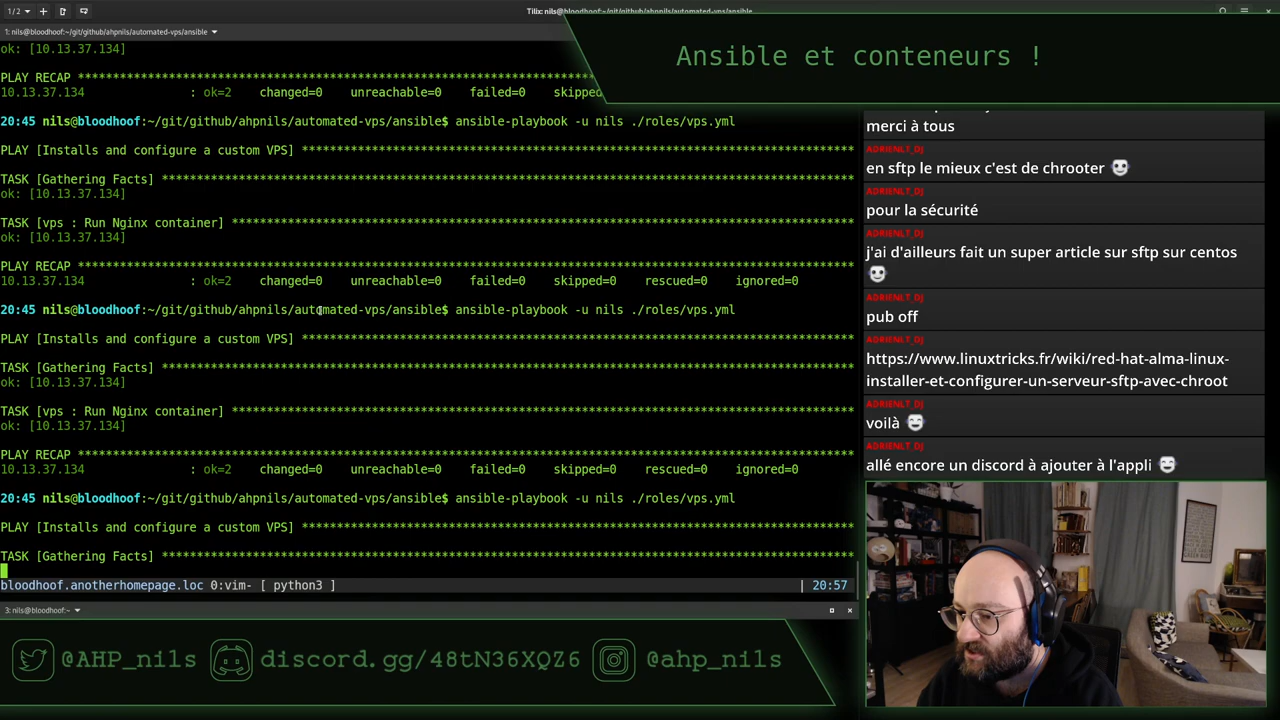 1/2
Tilix: nils@bloodhoof:~/git/github/ahpnils/automated-vps/ansible
1: nils@bloodhoof:~/git/github/ahpnils/automated-vps/ansible
Ansible et conteneurs !
ok: [10.13.37.134]
PLAY RECAP ******************************************************************************
10.13.37.134 : ok=2 changed=0 unreachable=0 failed=0 skipped
20:45 nils@bloodhoof:~/git/github/ahpnils/automated-vps/ansible$ ansible-playbook -u nils ./roles/vps.yml
PLAY [Installs and configure a custom VPS] *******************************************************************************
TASK [Gathering Facts] ***************************************************************************************************
ok: [10.13.37.134]
TASK [vps : Run Nginx container] *****************************************************************************************
ok: [10.13.37.134]
PLAY RECAP ***************************************************************************************************************
10.13.37.134 : ok=2 changed=0 unreachable=0 failed=0 skipped=0 rescued=0 ignored=0
20:45 nils@bloodhoof:~/git/github/ahpnils/automated-vps/ansible$ ansible-playbook -u nils ./roles/vps.yml
PLAY [Installs and configure a custom VPS] *******************************************************************************
TASK [Gathering Facts] ***************************************************************************************************
ok: [10.13.37.134]
TASK [vps : Run Nginx container] *****************************************************************************************
ok: [10.13.37.134]
PLAY RECAP ***************************************************************************************************************
10.13.37.134 : ok=2 changed=0 unreachable=0 failed=0 skipped=0 rescued=0 ignored=0
20:45 nils@bloodhoof:~/git/github/ahpnils/automated-vps/ansible$ ansible-playbook -u nils ./roles/vps.yml
PLAY [Installs and configure a custom VPS] *******************************************************************************
TASK [Gathering Facts] ***************************************************************************************************
bloodhoof.anotherhomepage.loc 0:vim- [ python3 ] | 20:57
3: nils@bloodhoof:~
@AHP_nils discord.gg/48tN36XQZ6 @ahp_nils
merci à tous
ADRIENLT_DJ
en sftp le mieux c'est de chrooter
ADRIENLT_DJ
pour la sécurité
ADRIENLT_DJ
j'ai d'ailleurs fait un super article sur sftp sur centos
ADRIENLT_DJ
pub off
ADRIENLT_DJ
https://www.linuxtricks.fr/wiki/red-hat-alma-linux-
installer-et-configurer-un-serveur-sftp-avec-chroot
ADRIENLT_DJ
voilà
ADRIENLT_DJ
allé encore un discord à ajouter à l'appli